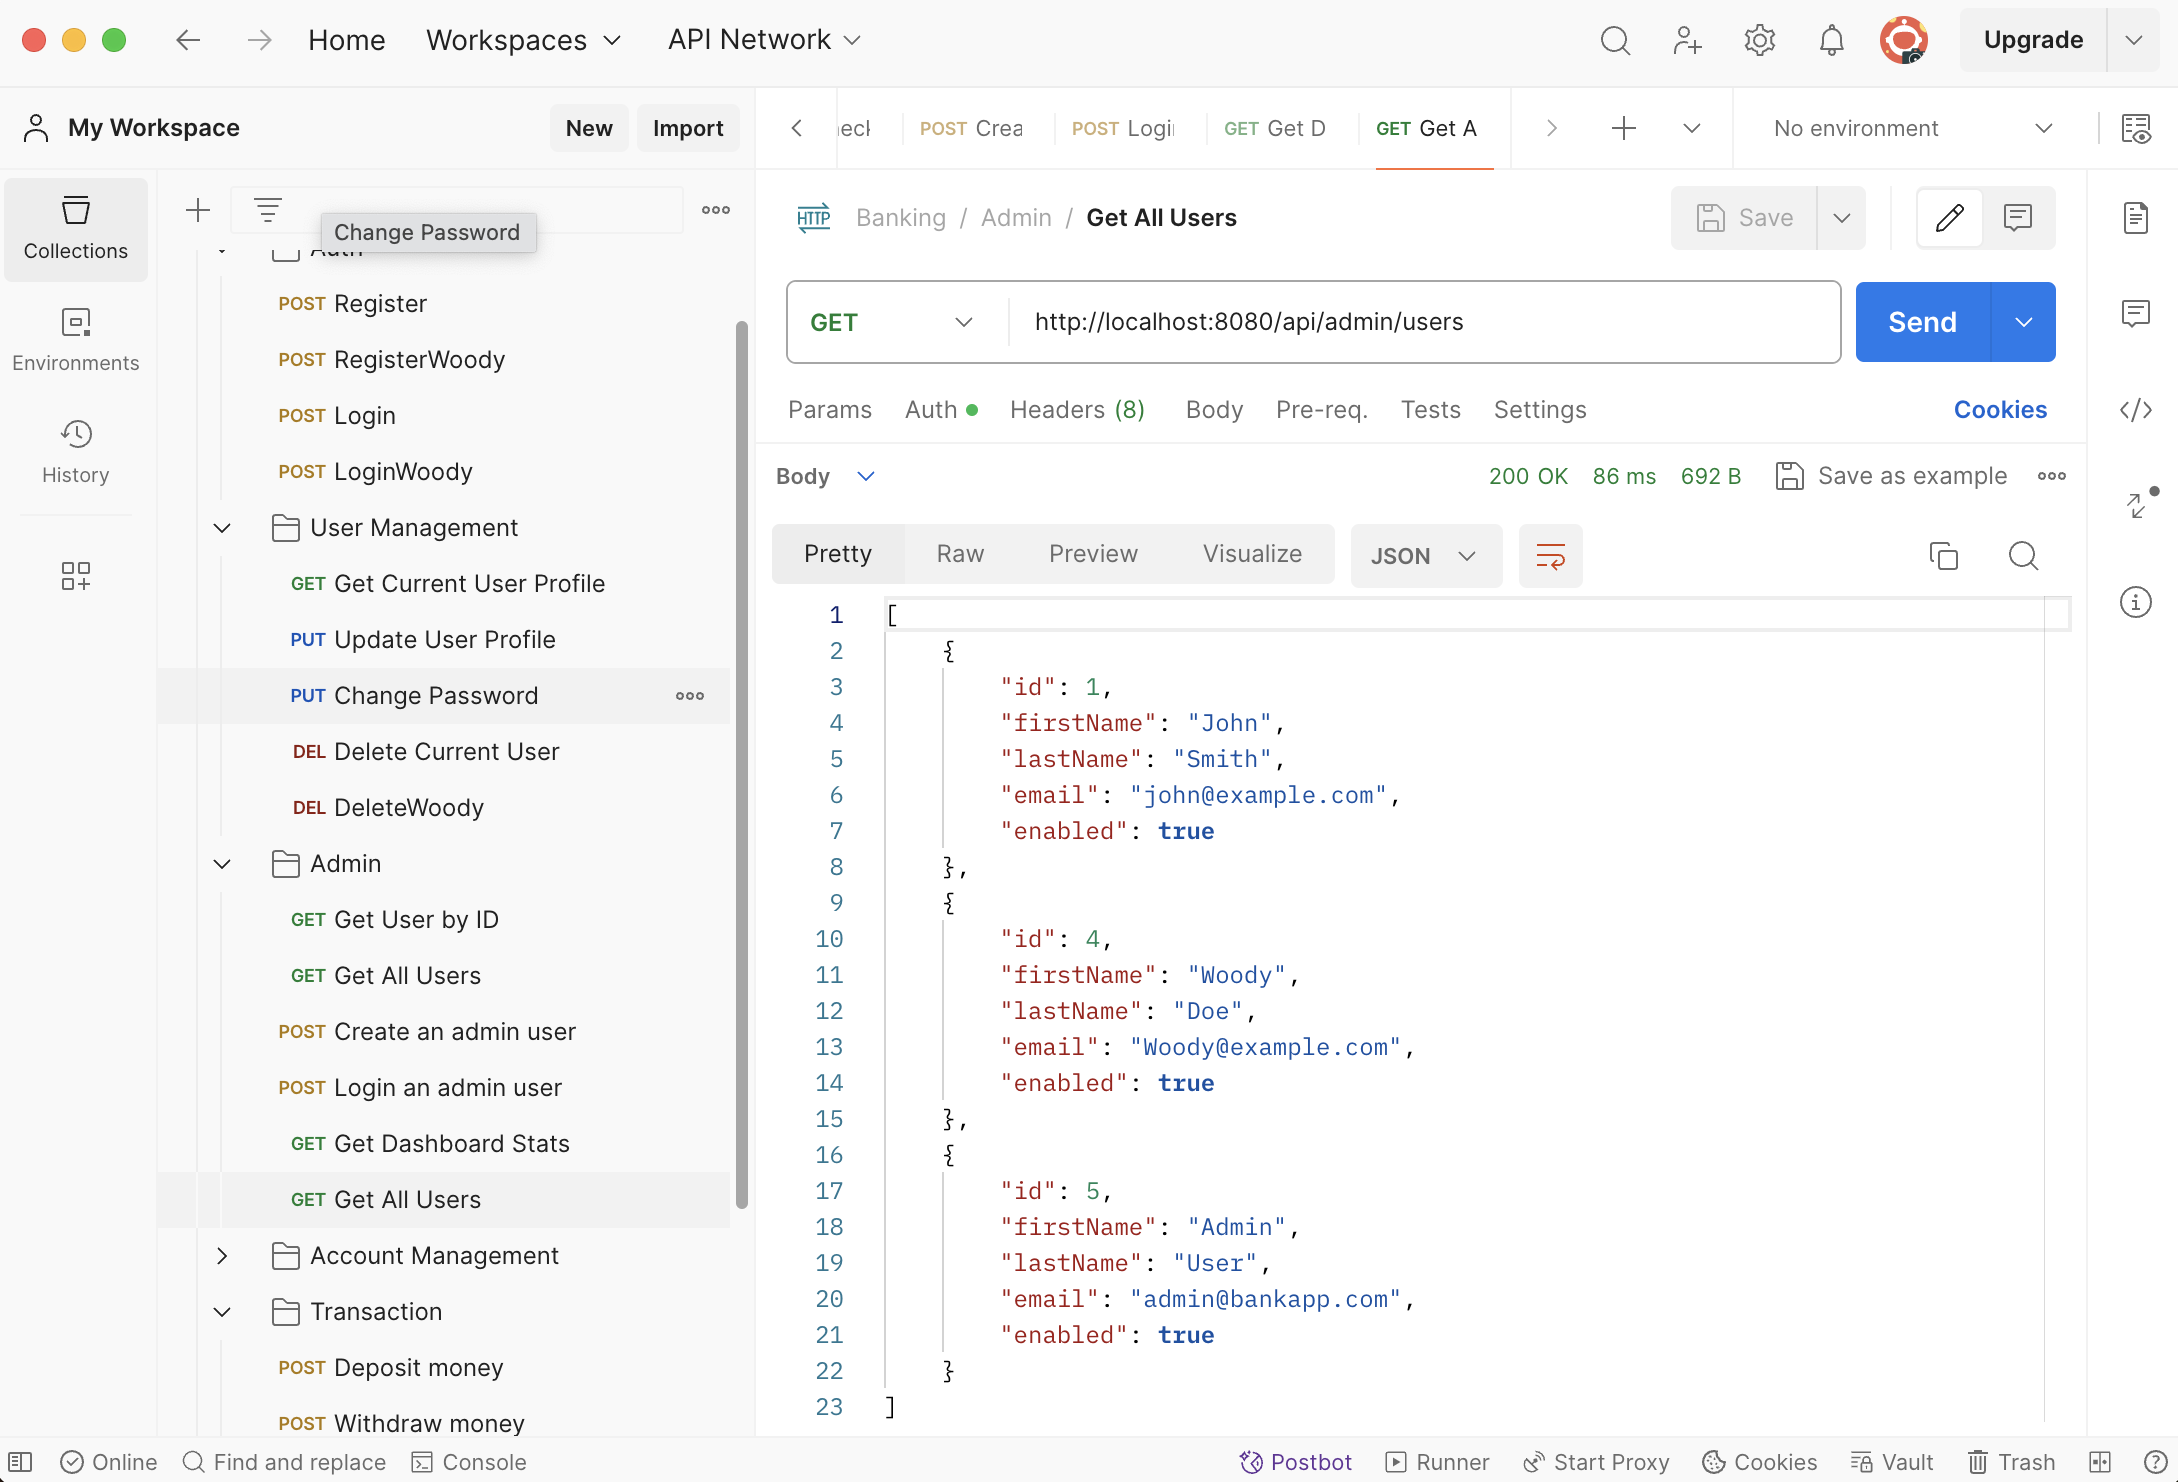 Home Workspaces API Network Upgrade
My Workspace New Import
POST Crea POST Logi GET Get D GET Get A No environment
Collections
Environments
History
Change Password
Auth
POST Register
POST RegisterWoody
POST Login
POST LoginWoody
User Management
GET Get Current User Profile
PUT Update User Profile
PUT Change Password
DEL Delete Current User
DEL DeleteWoody
Admin
GET Get User by ID
GET Get All Users
POST Create an admin user
POST Login an admin user
GET Get Dashboard Stats
GET Get All Users
Account Management
Transaction
POST Deposit money
POST Withdraw money
HTTP Banking / Admin / Get All Users Save
GET http://localhost:8080/api/admin/users Send
Params Auth Headers (8) Body Pre-req. Tests Settings Cookies
Body 200 OK 86 ms 692 B Save as example
Pretty Raw Preview Visualize JSON
1 [
2 {
3 "id": 1,
4 "firstName": "John",
5 "lastName": "Smith",
6 "email": "john@example.com",
7 "enabled": true
8 },
9 {
10 "id": 4,
11 "firstName": "Woody",
12 "lastName": "Doe",
13 "email": "Woody@example.com",
14 "enabled": true
15 },
16 {
17 "id": 5,
18 "firstName": "Admin",
19 "lastName": "User",
20 "email": "admin@bankapp.com",
21 "enabled": true
22 }
23 ]
Online Find and replace Console Postbot Runner Start Proxy Cookies Vault Trash